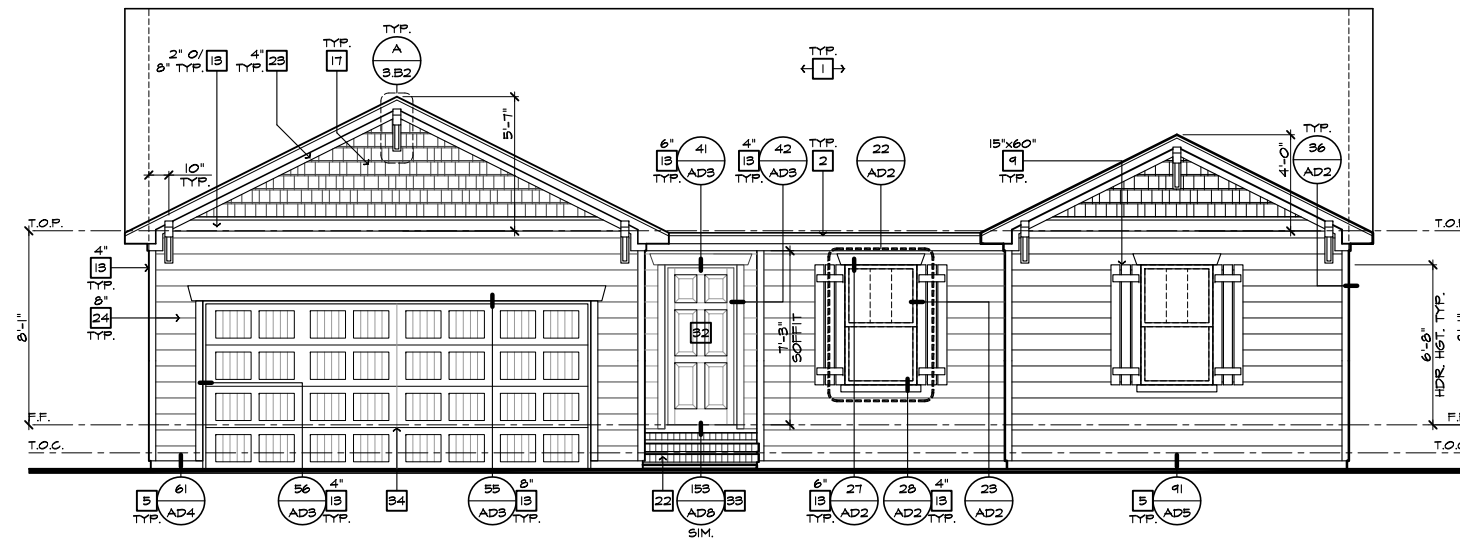 TYP.
A
3.B2
2" O/
8" TYP.
13
4"
TYP.
23
TYP.
17
TYP.
1
5'-7"
10"
TYP.
6"
13
TYP.
41
AD3
4"
13
TYP.
42
AD3
TYP.
2
22
AD2
15"x60"
9
TYP.
4'-0"
TYP.
36
AD2
T.O.P.
T.O.P.
4"
13
TYP.
8"
24
TYP.
8'-1"
32
7'-3"
SOFFIT
6'-8"
HDR. HGT. TYP.
F.F.
F.F.
T.O.C.
T.O.C.
5
TYP.
61
AD4
56
AD3
4"
13
TYP.
34
55
AD3
8"
13
TYP.
22
153
AD8
33
SIM.
6"
13
TYP.
27
AD2
28
AD2
4"
13
TYP.
23
AD2
5
TYP.
91
AD5